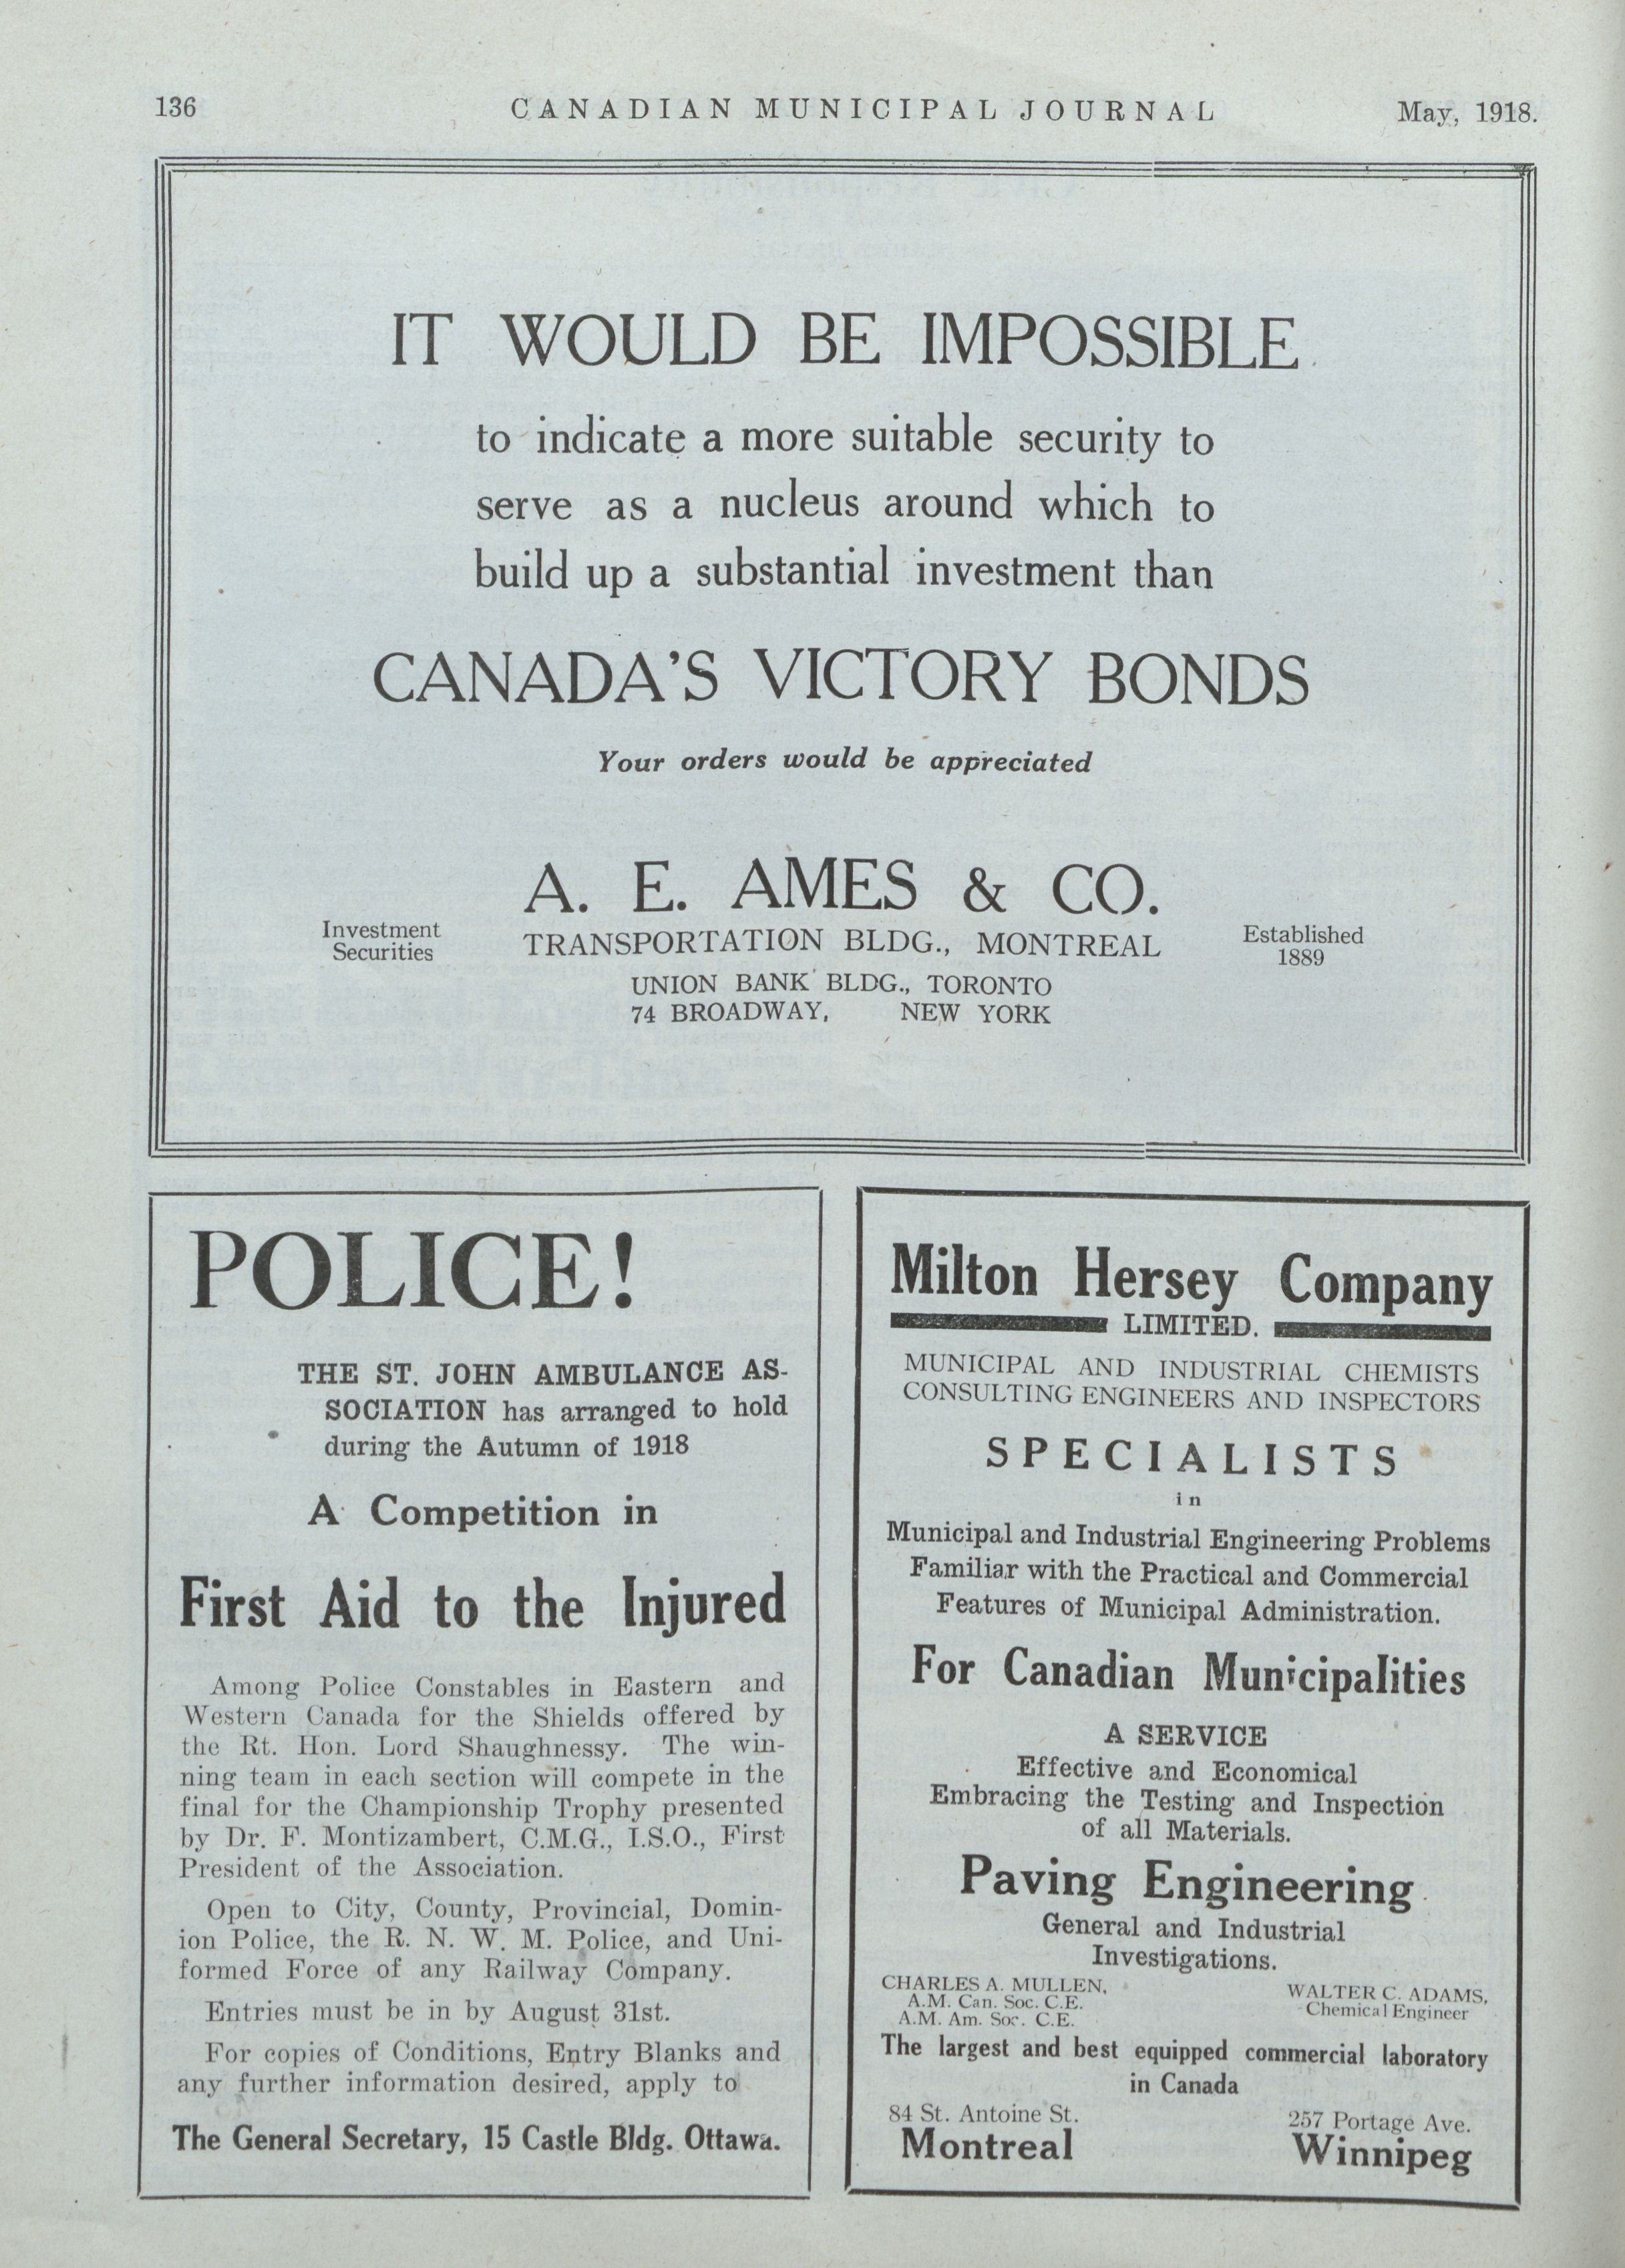 136
CANADIAN MUNICIPAL JOURNAL
May, 1918.
IT WOULD BE IMPOSSIBLE
to indicate a more suitable security to
serve as a nucleus around which to
build up a substantial investment than
CANADA'S VICTORY BONDS
Your orders would be appreciated
A. E. AMES & CO.
Investment
Securities
TRANSPORTATION BLDG., MONTREAL
Established
1889
UNION BANK BLDG., TORONTO
74 BROADWAY, NEW YORK
POLICE!
THE ST. JOHN AMBULANCE AS-
SOCIATION has arranged to hold
during the Autumn of 1918
A Competition in
First Aid to the Injured
Among Police Constables in Eastern and
Western Canada for the Shields offered by
the Rt. Hon. Lord Shaughnessy. The win-
ning team in each section will compete in the
final for the Championship Trophy presented
by Dr. F. Montizambert, C.M.G., I.S.O., First
President of the Association.
Open to City, County, Provincial, Domin-
ion Police, the R. N. W. M. Police, and Uni-
formed Force of any Railway Company.
Entries must be in by August 31st.
For copies of Conditions, Entry Blanks and
any further information desired, apply to
The General Secretary, 15 Castle Bldg. Ottawa.
Milton Hersey Company
LIMITED.
MUNICIPAL AND INDUSTRIAL CHEMISTS
CONSULTING ENGINEERS AND INSPECTORS
SPECIALISTS
in
Municipal and Industrial Engineering Problems
Familiar with the Practical and Commercial
Features of Municipal Administration.
For Canadian Municipalities
A SERVICE
Effective and Economical
Embracing the Testing and Inspection
of all Materials.
Paving Engineering
General and Industrial
Investigations.
CHARLES A. MULLEN,
A.M. Can. Soc. C.E.
A.M. Am. Soc. C.E.
WALTER C. ADAMS,
Chemical Engineer
The largest and best equipped commercial laboratory
in Canada
84 St. Antoine St.
Montreal
257 Portage Ave.
Winnipeg